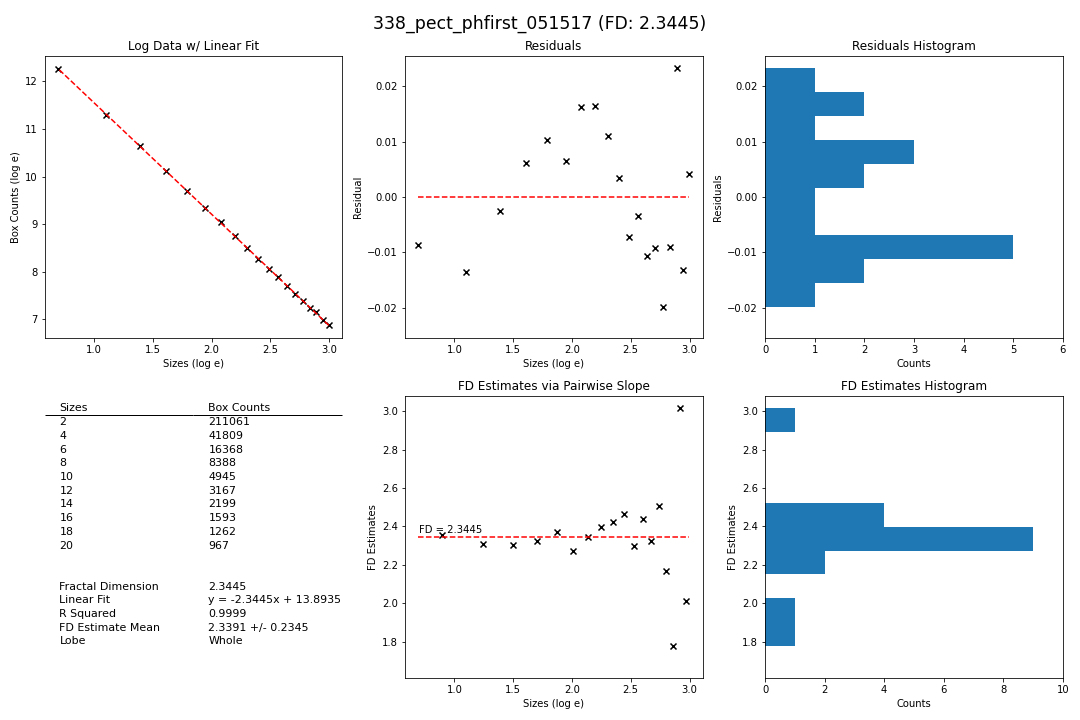 338_pect_phfirst_051517 (FD: 2.3445)
Log Data w/ Linear Fit
12
11
10
9
8
7
Box Counts (log e)
1.0 1.5 2.0 2.5 3.0
Sizes (log e)
Residuals
0.02
0.01
0.00
−0.01
−0.02
Residual
1.0 1.5 2.0 2.5 3.0
Sizes (log e)
Residuals Histogram
0.02
0.01
0.00
−0.01
−0.02
Residuals
0 1 2 3 4 5 6
Counts
Sizes Box Counts
2 211061
4 41809
6 16368
8 8388
10 4945
12 3167
14 2199
16 1593
18 1262
20 967
Fractal Dimension 2.3445
Linear Fit y = -2.3445x + 13.8935
R Squared 0.9999
FD Estimate Mean 2.3391 +/- 0.2345
Lobe Whole
FD Estimates via Pairwise Slope
3.0
2.8
2.6
2.4
2.2
2.0
1.8
FD Estimates
FD = 2.3445
1.0 1.5 2.0 2.5 3.0
Sizes (log e)
FD Estimates Histogram
3.0
2.8
2.6
2.4
2.2
2.0
1.8
FD Estimates
0 2 4 6 8 10
Counts